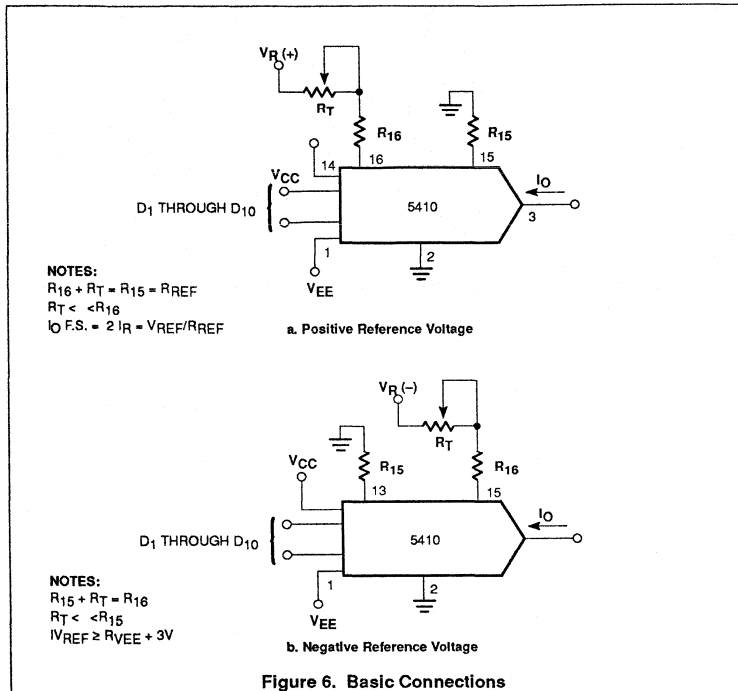 VR (+)
RT
R16
R15
14
16
15
VCC
D1 THROUGH D10
5410
IO
3
1
2
VEE
NOTES:
R16 + RT = R15 = RREF
RT < <R16
IO F.S. = 2 IR = VREF/RREF
a. Positive Reference Voltage
VR (–)
RT
VCC
R15
R16
13
15
D1 THROUGH D10
5410
IO
1
2
VEE
NOTES:
R15 + RT = R16
RT < <R15
IVREF ≥ RVEE + 3V
b. Negative Reference Voltage
Figure 6. Basic Connections